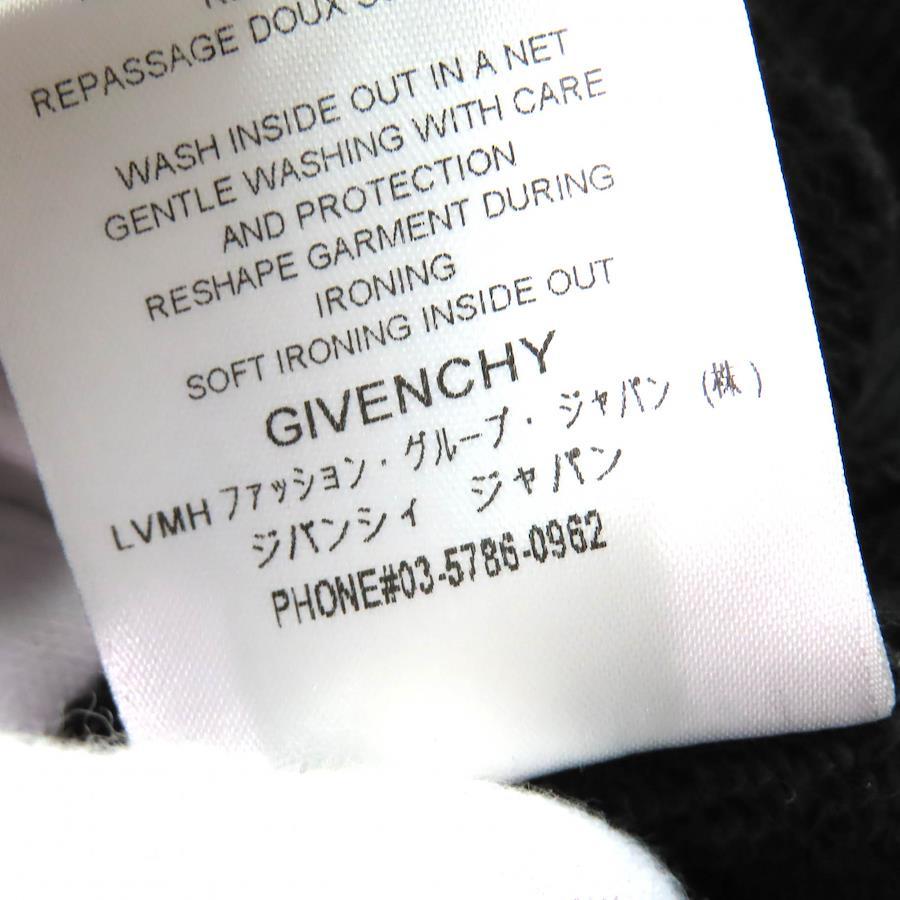 REPASSAGE DOUX
WASH INSIDE OUT IN A NET
GENTLE WASHING WITH CARE
AND PROTECTION
RESHAPE GARMENT DURING
IRONING
SOFT IRONING INSIDE OUT
GIVENCHY
LVMH ファッション・グループ・ジャパン (株)
ジバンシィ ジャパン
PHONE#03-5786-0962